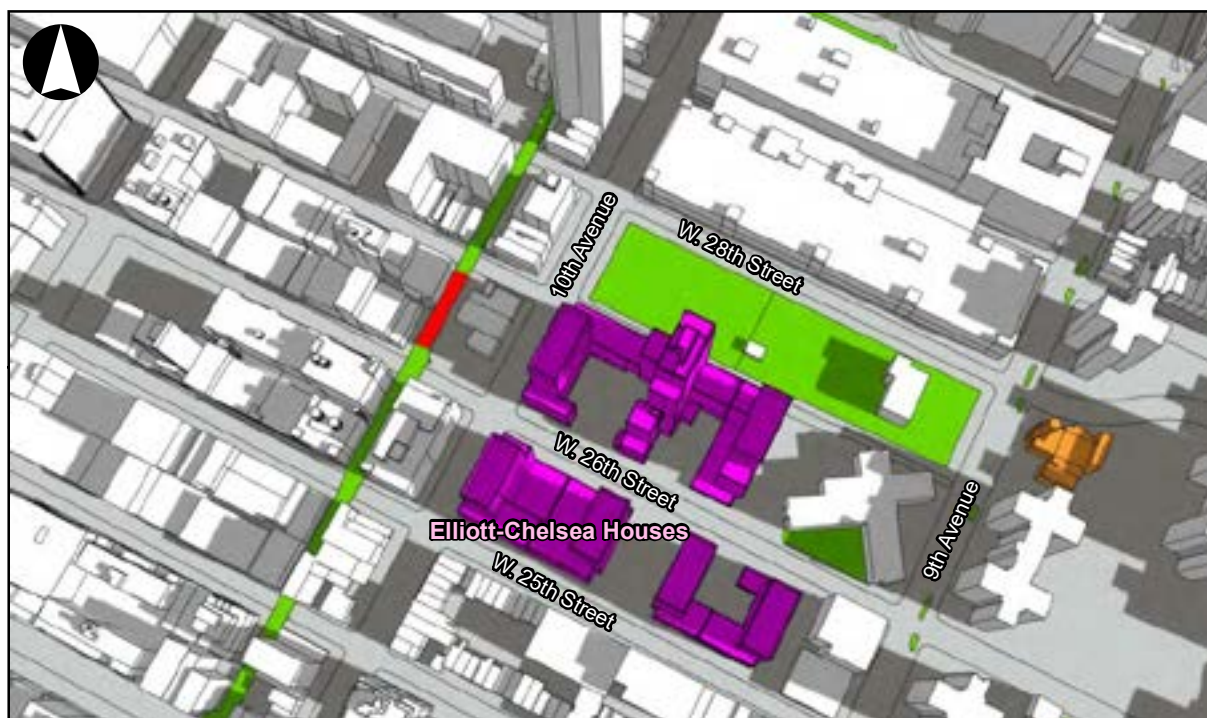 10th Avenue
W. 28th Street
W. 26th Street
Elliott-Chelsea Houses
9th Avenue
W. 25th Street